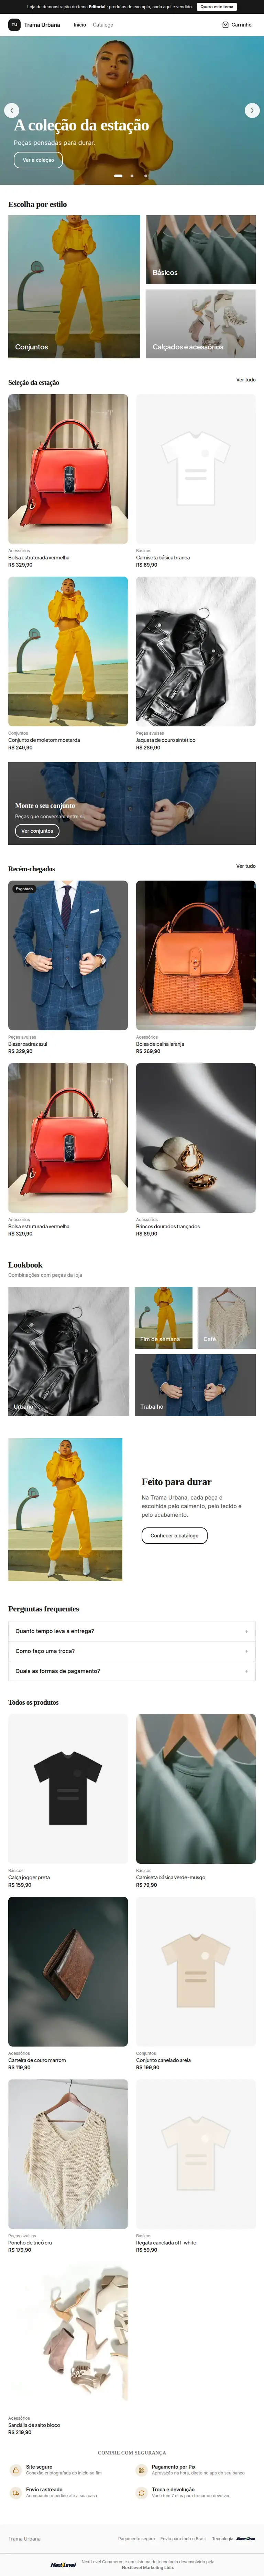 Loja de demonstração do tema Editorial · produtos de exemplo, nada aqui é vendido.
Quero este tema
TU
Trama Urbana
Início
Catálogo
Carrinho
A coleção da estação
Peças pensadas para durar.
Ver a coleção
Escolha por estilo
Conjuntos
Básicos
Calçados e acessórios
Seleção da estação
Ver tudo
Acessórios
Bolsa estruturada vermelha
R$ 329,90
Básicos
Camiseta básica branca
R$ 69,90
Conjuntos
Conjunto de moletom mostarda
R$ 249,90
Peças avulsas
Jaqueta de couro sintético
R$ 289,90
Monte o seu conjunto
Peças que conversam entre si.
Ver conjuntos
Recém-chegados
Ver tudo
Esgotado
Peças avulsas
Blazer xadrez azul
R$ 329,90
Acessórios
Bolsa de palha laranja
R$ 269,90
Acessórios
Bolsa estruturada vermelha
R$ 329,90
Acessórios
Brincos dourados trançados
R$ 89,90
Lookbook
Combinações com peças da loja
Urbano
Fim de semana
Café
Trabalho
Feito para durar
Na Trama Urbana, cada peça é
escolhida pelo caimento, pelo tecido e
pelo acabamento.
Conhecer o catálogo
Perguntas frequentes
Quanto tempo leva a entrega?
+
Como faço uma troca?
+
Quais as formas de pagamento?
+
Todos os produtos
Básicos
Calça jogger preta
R$ 159,90
Básicos
Camiseta básica verde-musgo
R$ 79,90
Acessórios
Carteira de couro marrom
R$ 119,90
Conjuntos
Conjunto canelado areia
R$ 199,90
Peças avulsas
Poncho de tricô cru
R$ 179,90
Básicos
Regata canelada off-white
R$ 59,90
Acessórios
Sandália de salto bloco
R$ 219,90
COMPRE COM SEGURANÇA
Site seguro
Conexão criptografada do início ao fim
Pagamento por Pix
Aprovação na hora, direto no app do seu banco
Envio rastreado
Acompanhe o pedido até a sua casa
Troca e devolução
Você tem 7 dias para trocar ou devolver
Trama Urbana
Pagamento seguro
Envio para todo o Brasil
Tecnologia
NextLevel
NextLevel Commerce é um sistema de tecnologia desenvolvido pela
NextLevel Marketing Ltda.